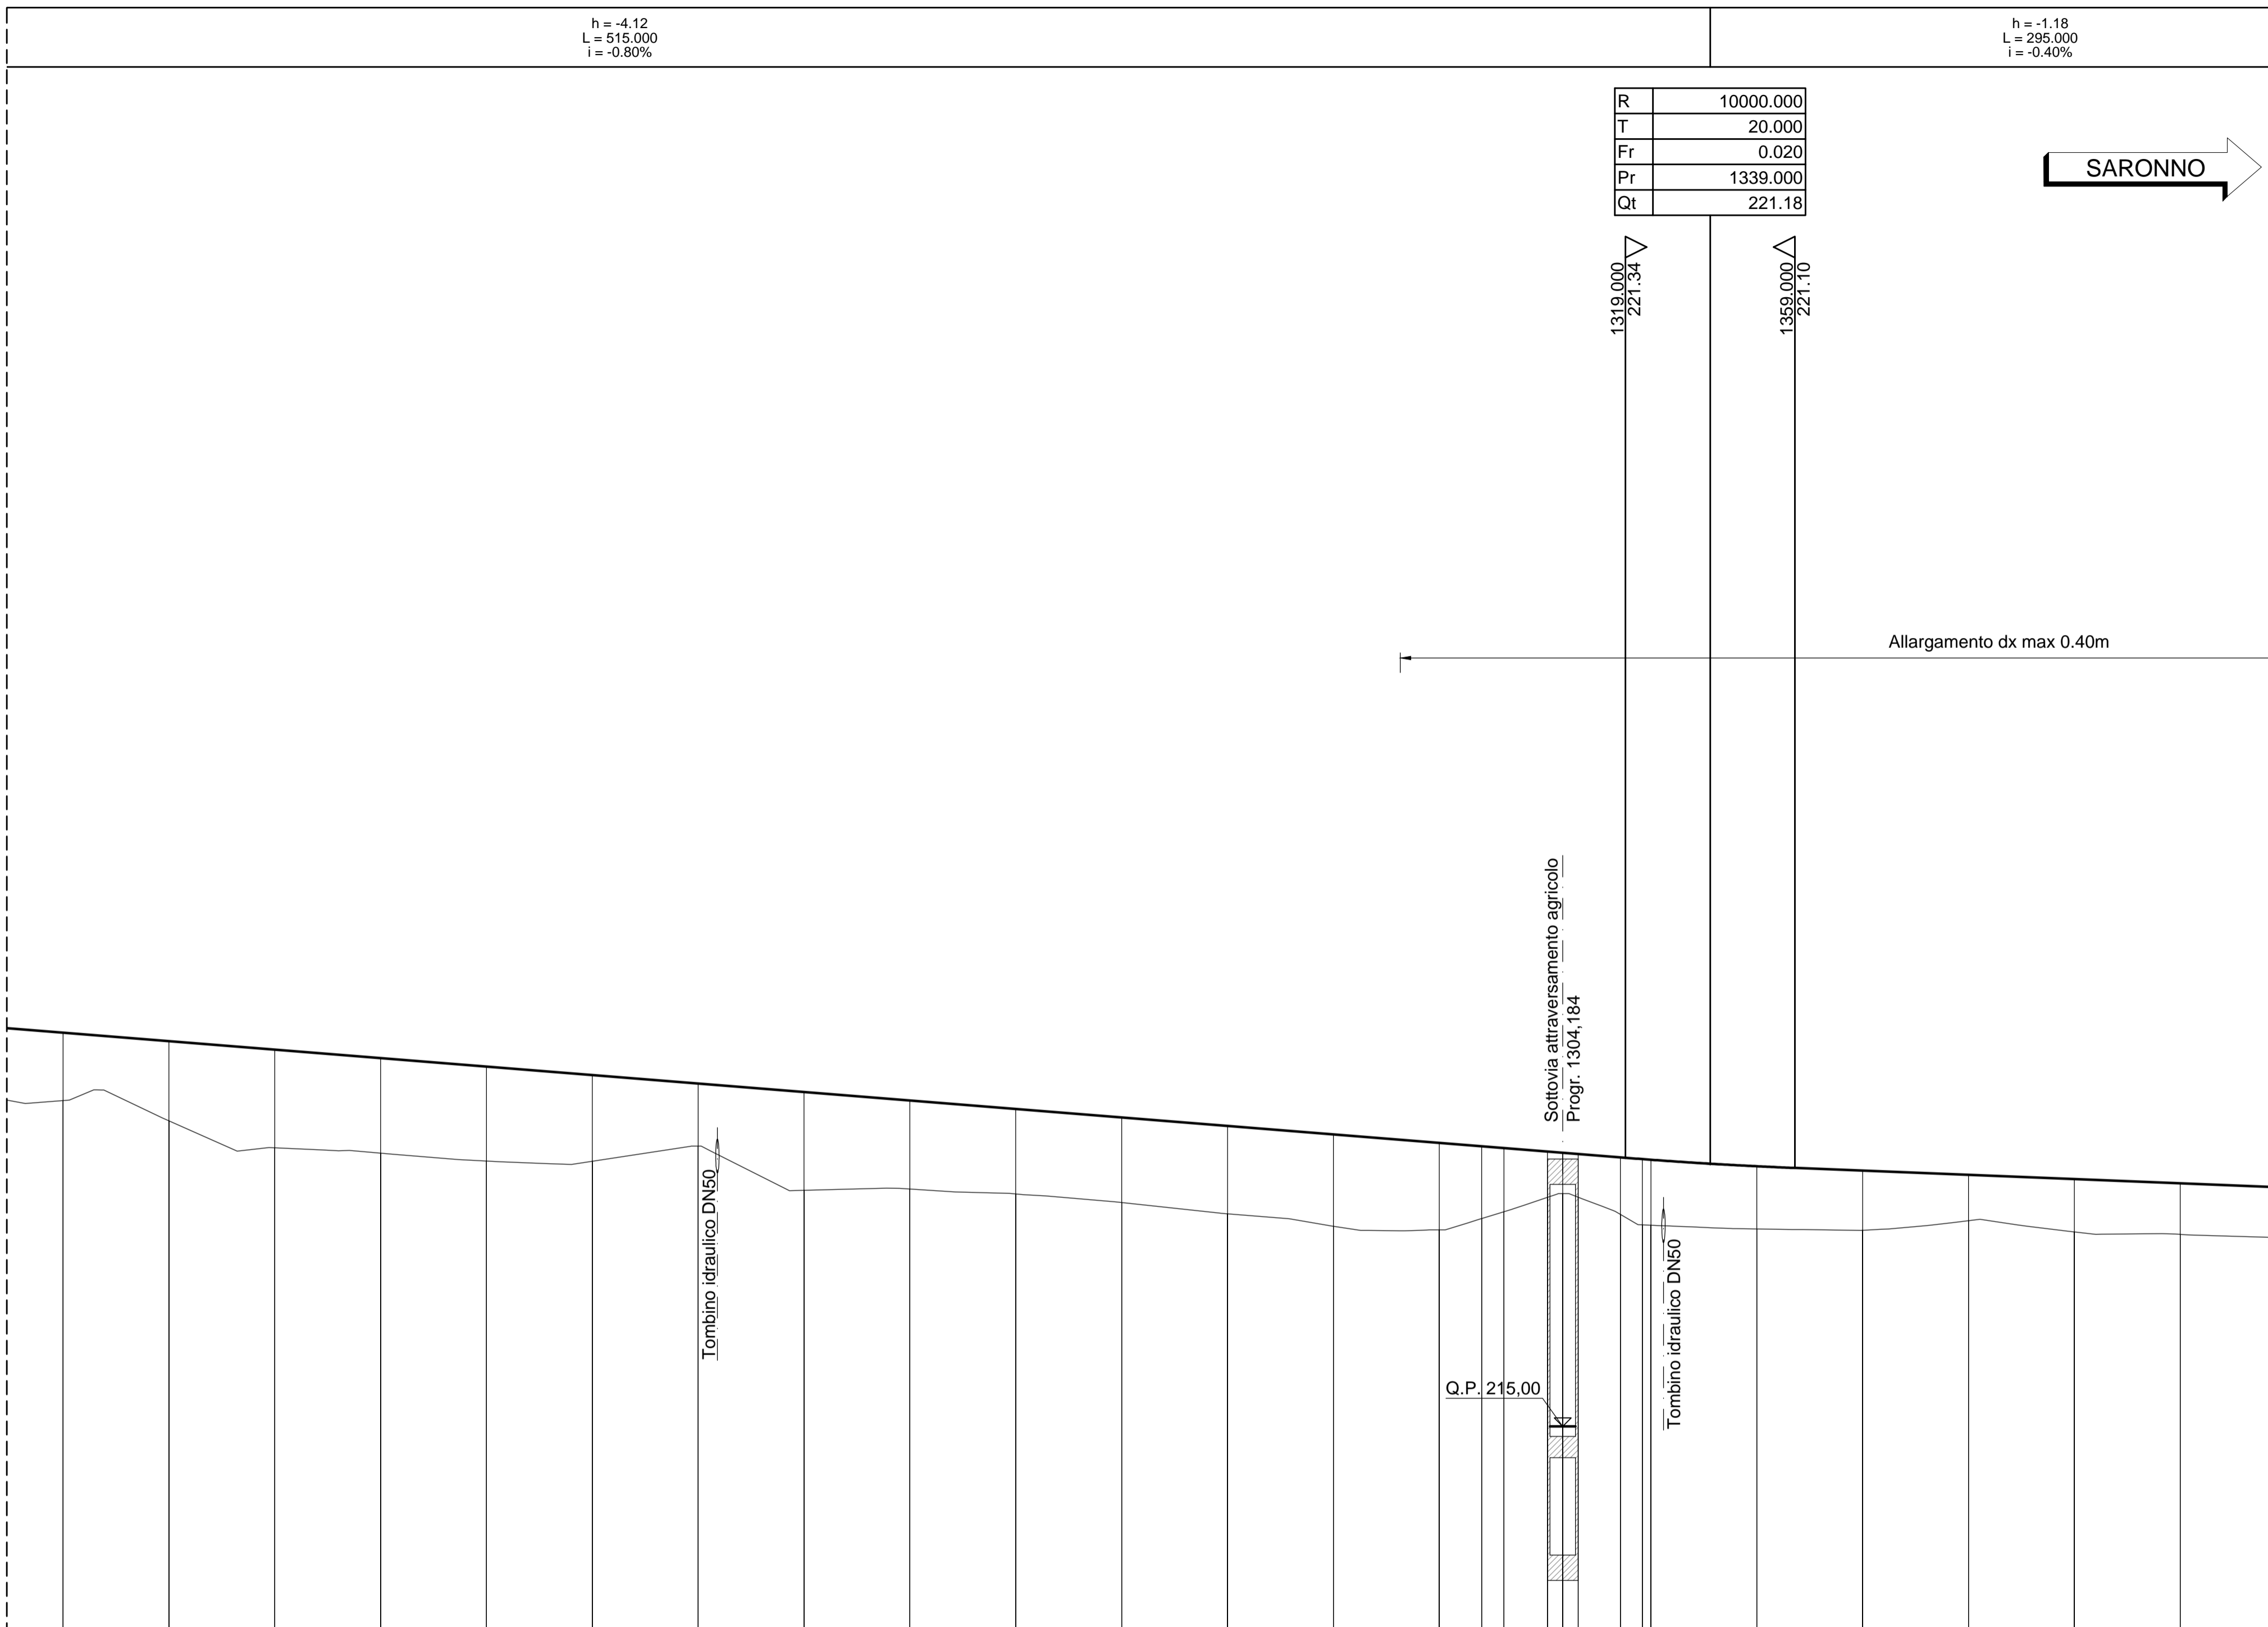 h = -4.12
L = 515.000
i = -0.80%
h = -1.18
L = 295.000
i = -0.40%
R 10000.000
T 20.000
Fr 0.020
Pr 1339.000
Qt 221.18
SARONNO
1319.000
221.34
1359.000
221.10
Allargamento dx max 0.40m
Sottovia attraversamento agricolo
Progr. 1304,184
Tombino idraulico DN50
Q.P. 215,00
Tombino idraulico DN50